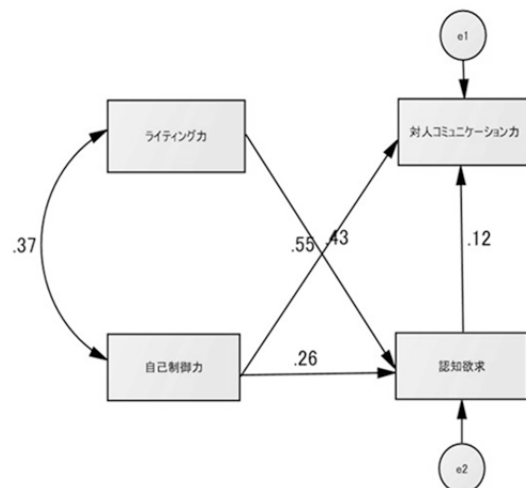 e1
ライティング力
対人コミュニケーション力
.37
.55
.43
.12
自己制御力
.26
認知欲求
e2